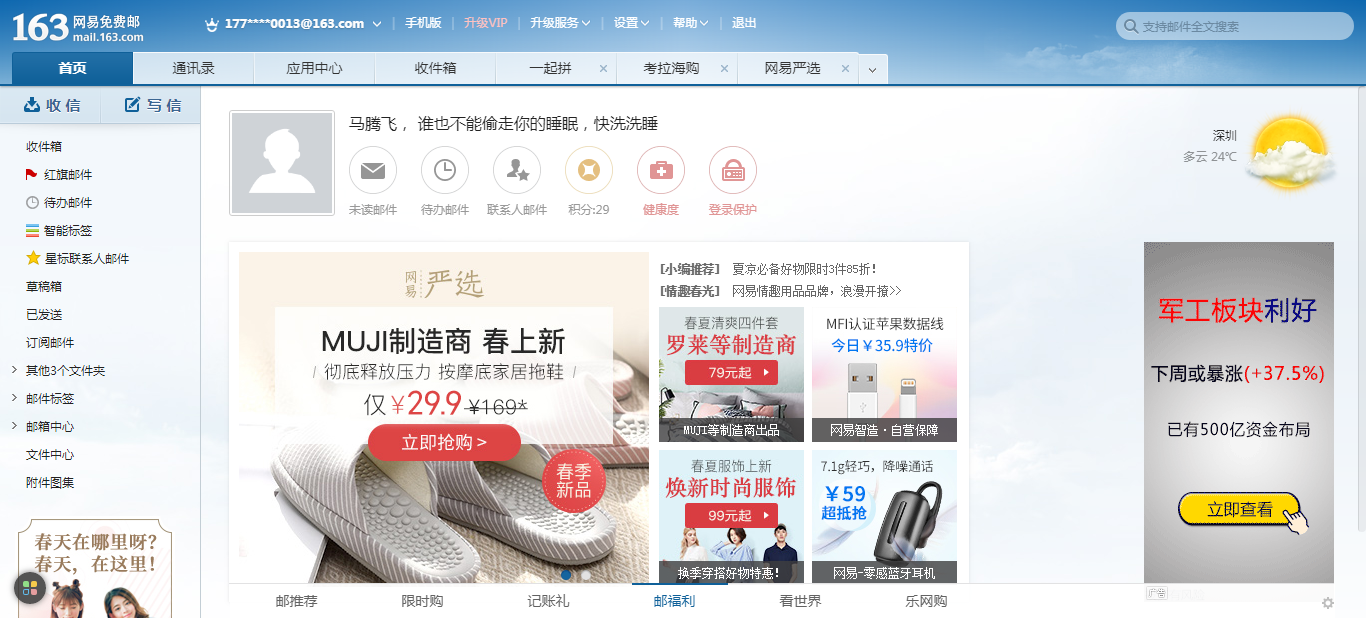 163 网易免费邮
mail.163.com
177****0013@163.com
手机版
升级VIP
升级服务
设置
帮助
退出
支持邮件全文搜索
首页
通讯录
应用中心
收件箱
一起拼
考拉海购
网易严选
收信
写信
收件箱
红旗邮件
待办邮件
智能标签
星标联系人邮件
草稿箱
已发送
订阅邮件
其他3个文件夹
邮件标签
邮箱中心
文件中心
附件图集
春天在哪里呀?
春天，在这里!
马腾飞， 谁也不能偷走你的睡眠，快洗洗睡
未读邮件
待办邮件
联系人邮件
积分:29
健康度
登录保护
深圳
多云 24℃
网易严选
MUJI制造商 春上新
/ 彻底释放压力 按摩底家居拖鞋 /
仅￥29.9 ¥169*
立即抢购 >
春季
新品
[小编推荐] 夏凉必备好物限时3件85折!
[情趣春光] 网易情趣用品品牌，浪漫开撩>>
春夏清爽四件套
罗莱等制造商
79元起
MUJI等制造商出品
MFI认证苹果数据线
今日￥35.9特价
网易智造·自营保障
春夏服饰上新
焕新时尚服饰
99元起
换季穿搭好物特惠!
7.1g轻巧，降噪通话
￥59
超抵抢
网易-零感蓝牙耳机
邮推荐
限时购
记账礼
邮福利
看世界
乐网购
军工板块利好
下周或暴涨(+37.5%)
已有500亿资金布局
立即查看
广告